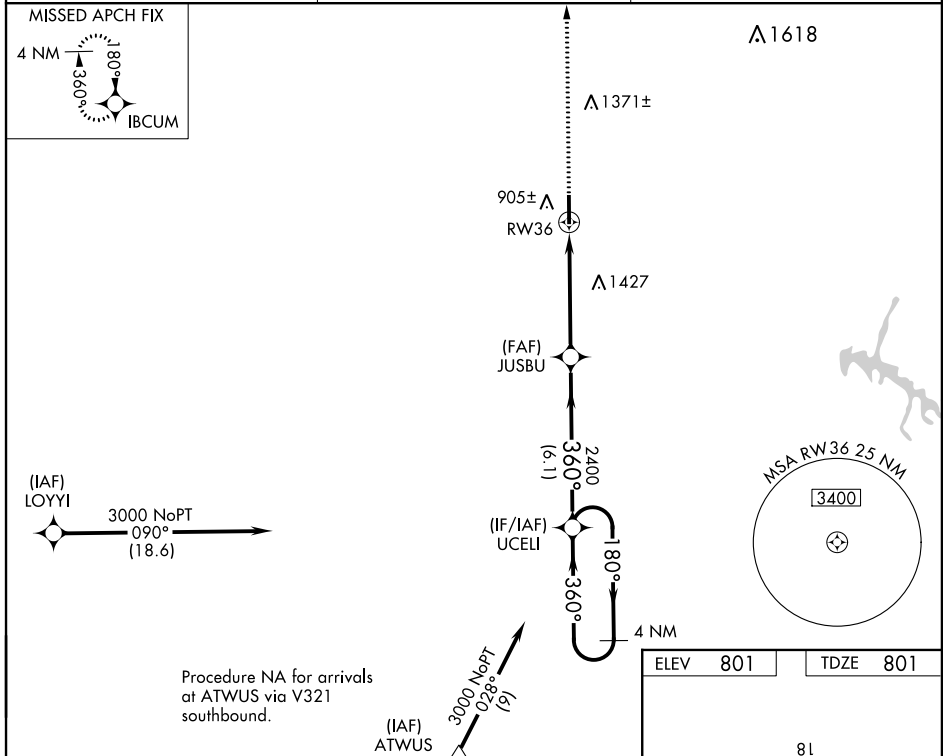 MISSED APCH FIX
4 NM
180°
360°
IBCUM
1618
1371±
905±
RW36
1427
(FAF)
JUSBU
2400
360°
(6.1)
MSA RW36 25 NM
3400
(IAF)
LOYYI
3000 NoPT
090°
(18.6)
(IF/IAF)
UCELI
180°
360°
4 NM
3000 NoPT
028°
(9)
Procedure NA for arrivals
at ATWUS via V321
southbound.
(IAF)
ATWUS
ELEV 801
TDZE 801
18